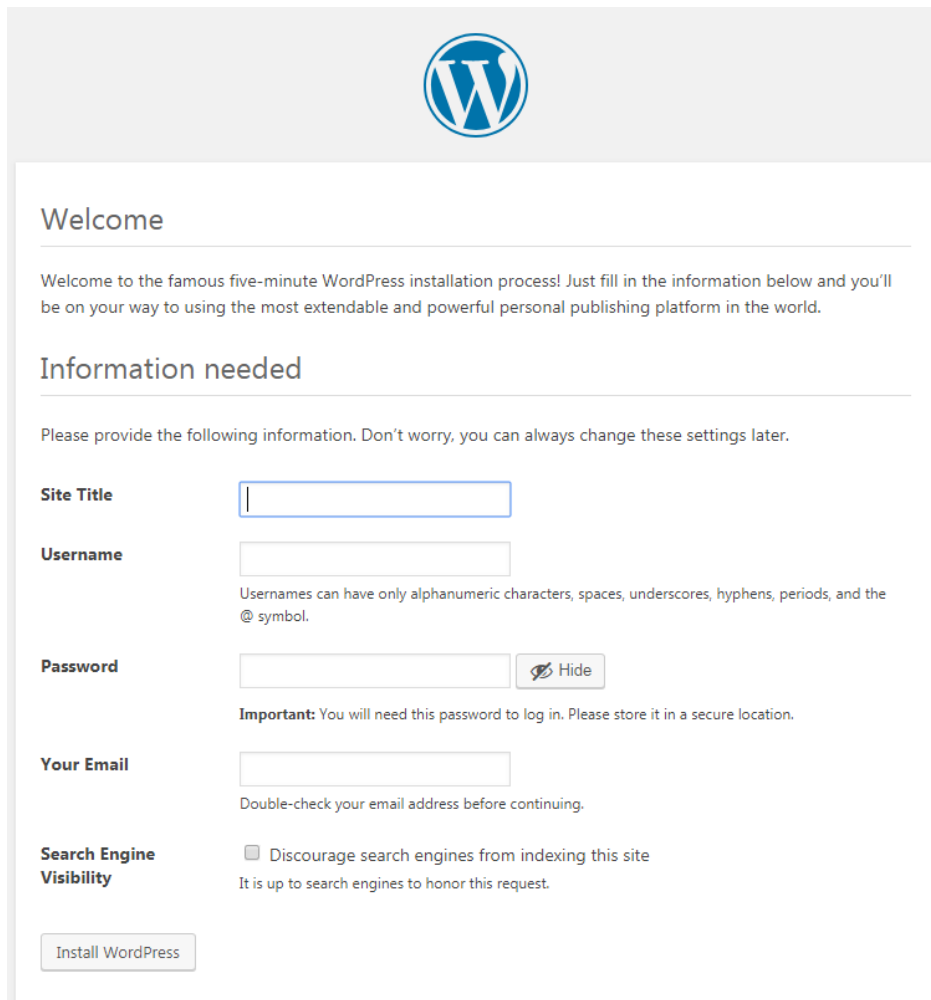 Welcome
Welcome to the famous five-minute WordPress installation process! Just fill in the information below and you’ll
be on your way to using the most extendable and powerful personal publishing platform in the world.
Information needed
Please provide the following information. Don’t worry, you can always change these settings later.
Site Title
Username
Usernames can have only alphanumeric characters, spaces, underscores, hyphens, periods, and the
@ symbol.
Password
Hide
Important: You will need this password to log in. Please store it in a secure location.
Your Email
Double-check your email address before continuing.
Search Engine
Visibility
Discourage search engines from indexing this site
It is up to search engines to honor this request.
Install WordPress